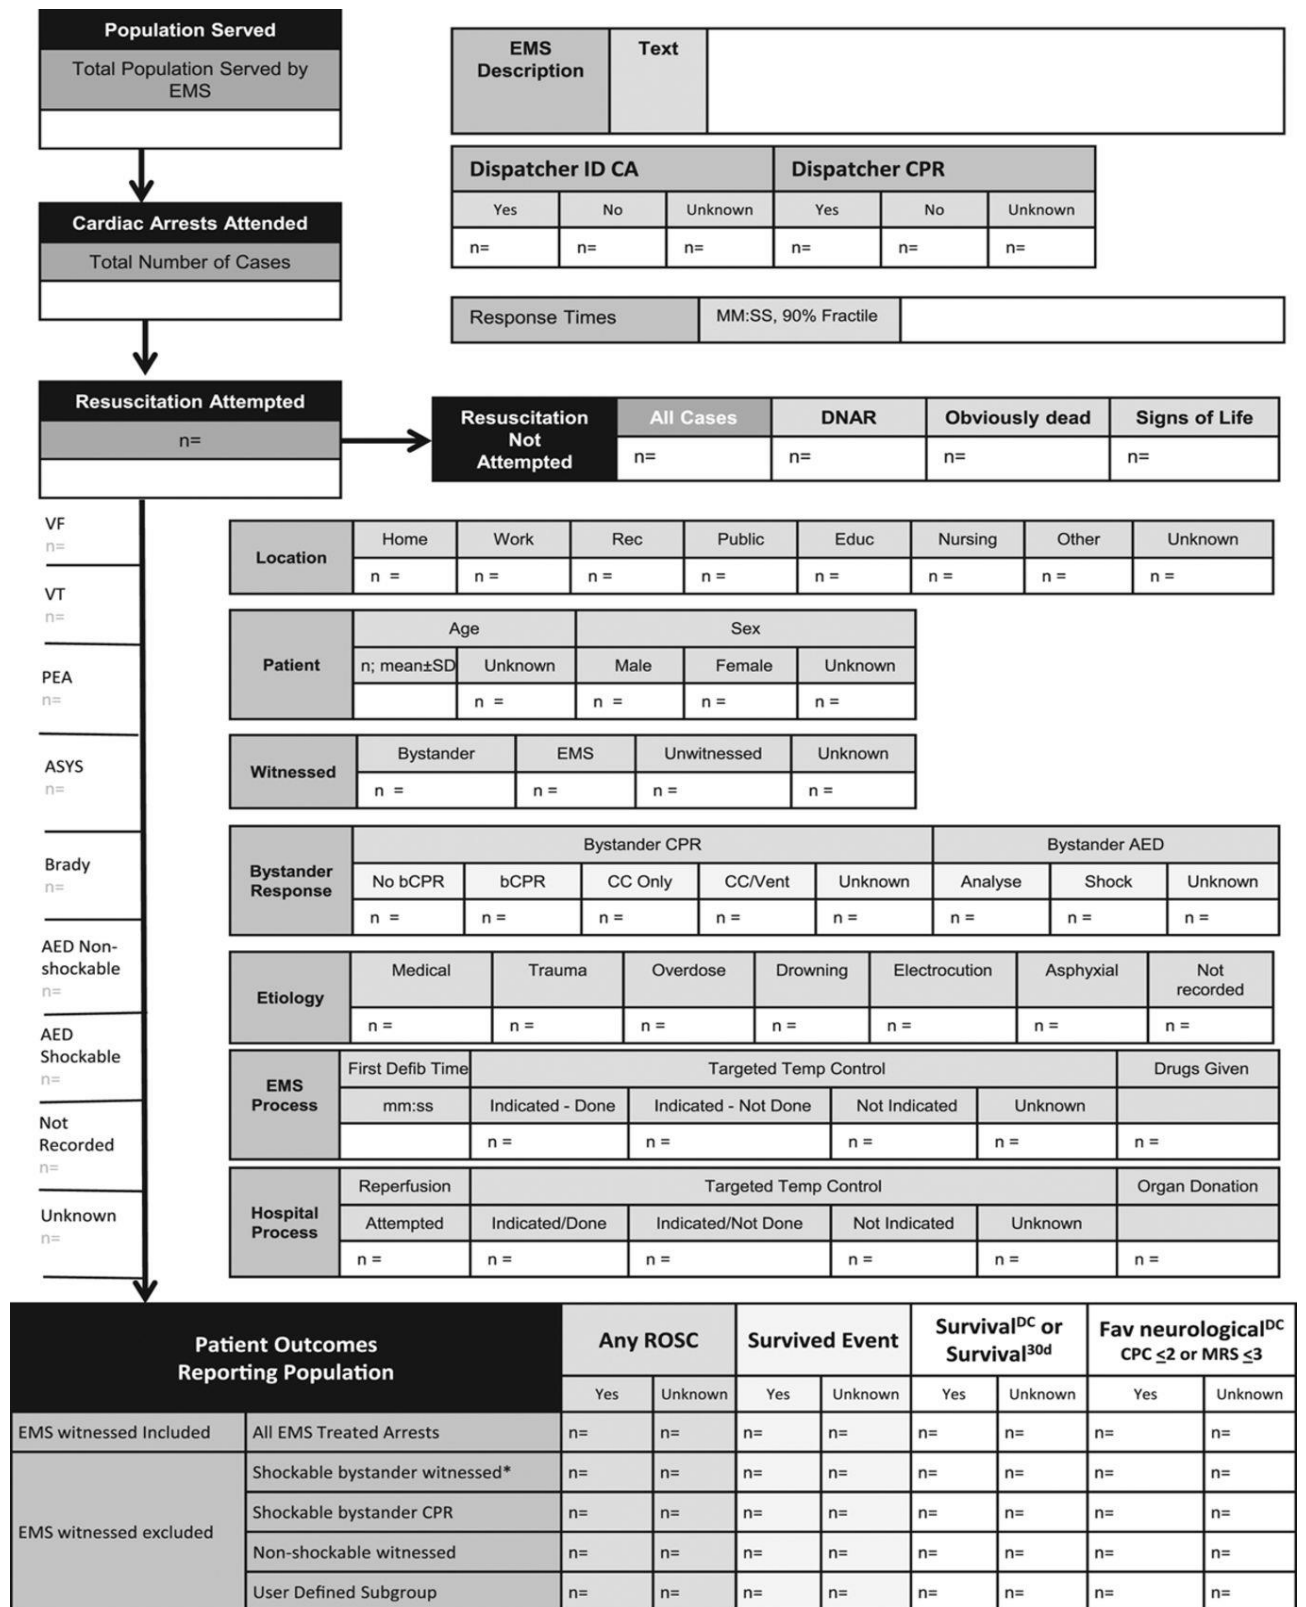 Population Served
Total Population Served by
EMS
EMS
Description
Text
Dispatcher ID CA
Dispatcher CPR
Yes No Unknown Yes No Unknown
n= n= n= n= n= n=
Cardiac Arrests Attended
Total Number of Cases
Response Times
MM:SS, 90% Fractile
Resuscitation Attempted
n=
Resuscitation
Not
Attempted
All Cases DNAR Obviously dead Signs of Life
n= n= n= n=
VF
n=
VT
n=
PEA
n=
ASYS
n=
Brady
n=
AED Non-
shockable
n=
AED
Shockable
n=
Not
Recorded
n=
Unknown
n=
Location
Home Work Rec Public Educ Nursing Other Unknown
n = n = n = n = n = n = n = n =
Patient
Age Sex
n; mean±SD Unknown Male Female Unknown
n = n = n = n =
Witnessed
Bystander EMS Unwitnessed Unknown
n = n = n = n =
Bystander
Response
Bystander CPR Bystander AED
No bCPR bCPR CC Only CC/Vent Unknown Analyse Shock Unknown
n = n = n = n = n = n = n = n =
Etiology
Medical Trauma Overdose Drowning Electrocution Asphyxial Not
recorded
n = n = n = n = n = n = n =
EMS
Process
First Defib Time Targeted Temp Control Drugs Given
mm:ss Indicated - Done Indicated - Not Done Not Indicated Unknown
n = n = n = n = n =
Hospital
Process
Reperfusion Targeted Temp Control Organ Donation
Attempted Indicated/Done Indicated/Not Done Not Indicated Unknown
n = n = n = n = n = n =
Patient Outcomes
Reporting Population
Any ROSC
Survived Event
Survival^DC or
Survival^30d
Fav neurological^DC
CPC ≤2 or MRS ≤3
Yes Unknown Yes Unknown Yes Unknown Yes Unknown
EMS witnessed Included All EMS Treated Arrests n= n= n= n= n= n= n= n=
EMS witnessed excluded
Shockable bystander witnessed* n= n= n= n= n= n= n= n=
Shockable bystander CPR n= n= n= n= n= n= n= n=
Non-shockable witnessed n= n= n= n= n= n= n= n=
User Defined Subgroup n= n= n= n= n= n= n= n=